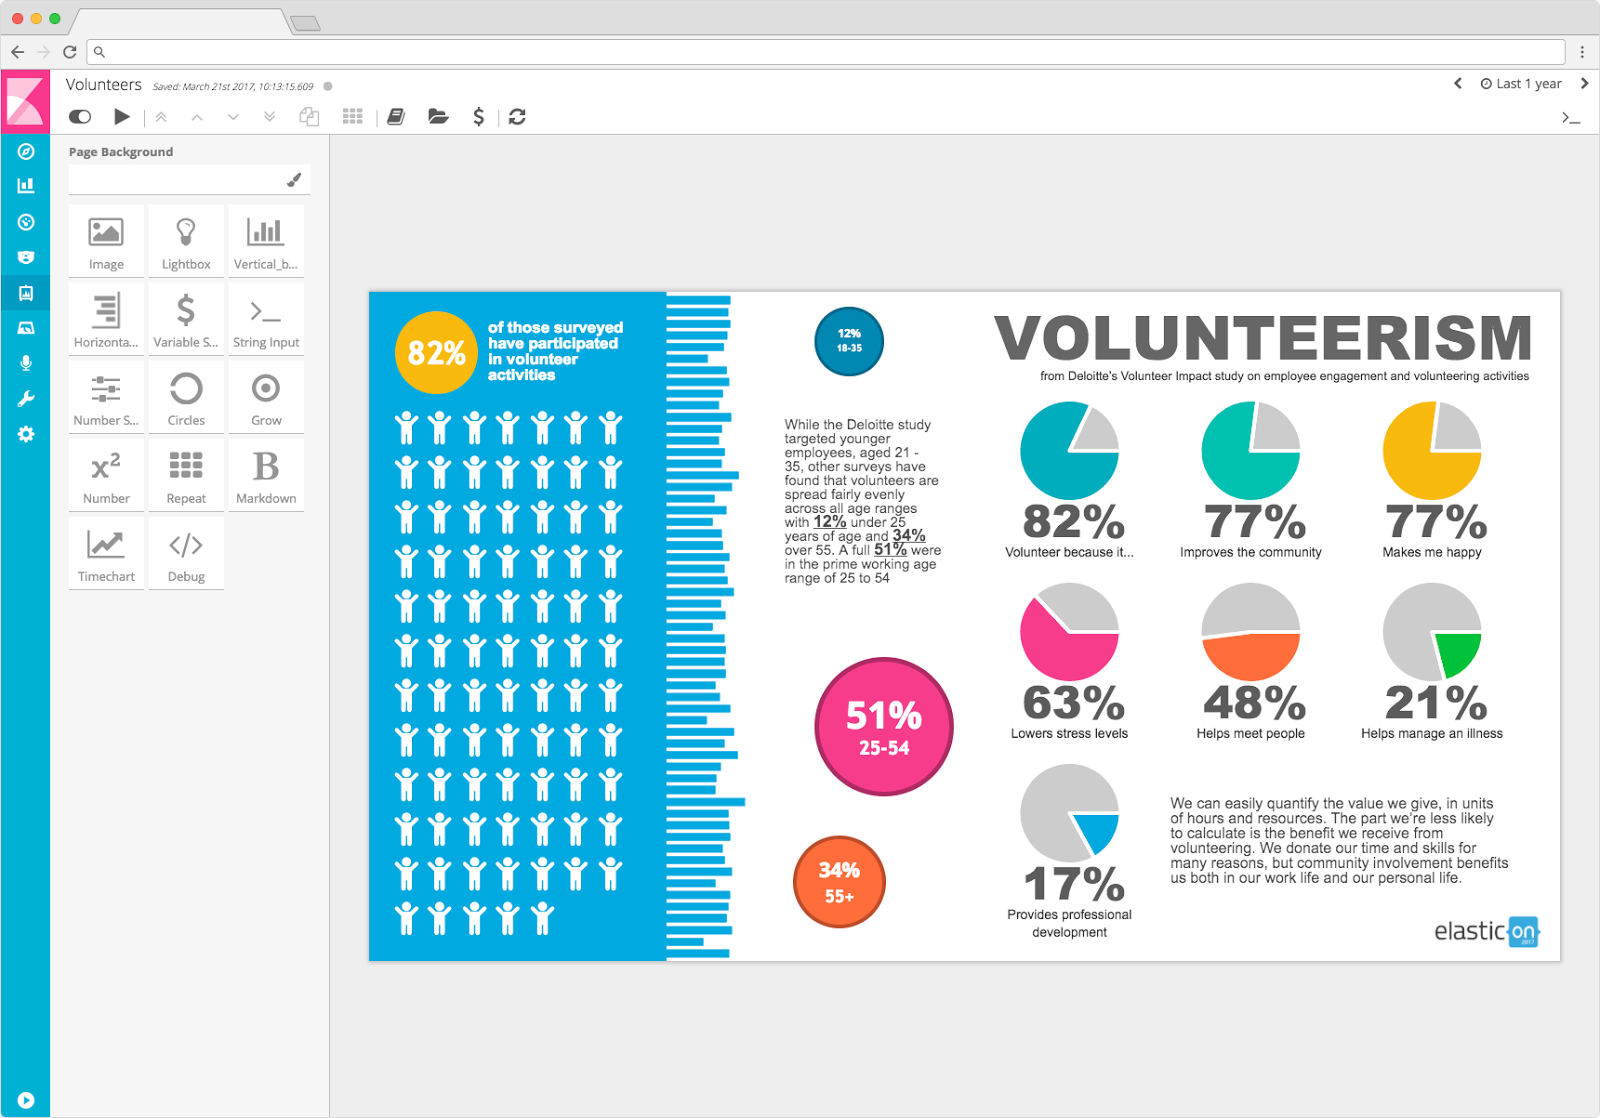 Volunteers Saved: March 21st 2017, 10:13:15.609
Last 1 year
Page Background
Image Lightbox Vertical_b...
Horizonta... Variable S... String Input
Number S... Circles Grow
x² Number Repeat B Markdown
Timechart Debug
82%
of those surveyed
have participated
in volunteer
activities
12%
18-35
While the Deloitte study
targeted younger
employees, aged 21 -
35, other surveys have
found that volunteers are
spread fairly evenly
across all age ranges
with 12% under 25
years of age and 34%
over 55. A full 51% were
in the prime working age
range of 25 to 54
51%
25-54
34%
55+
VOLUNTEERISM
from Deloitte's Volunteer Impact study on employee engagement and volunteering activities
82% 77% 77%
Volunteer because it... Improves the community Makes me happy
63% 48% 21%
Lowers stress levels Helps meet people Helps manage an illness
17%
Provides professional
development
We can easily quantify the value we give, in units
of hours and resources. The part we're less likely
to calculate is the benefit we receive from
volunteering. We donate our time and skills for
many reasons, but community involvement benefits
us both in our work life and our personal life.
elastic on
2017